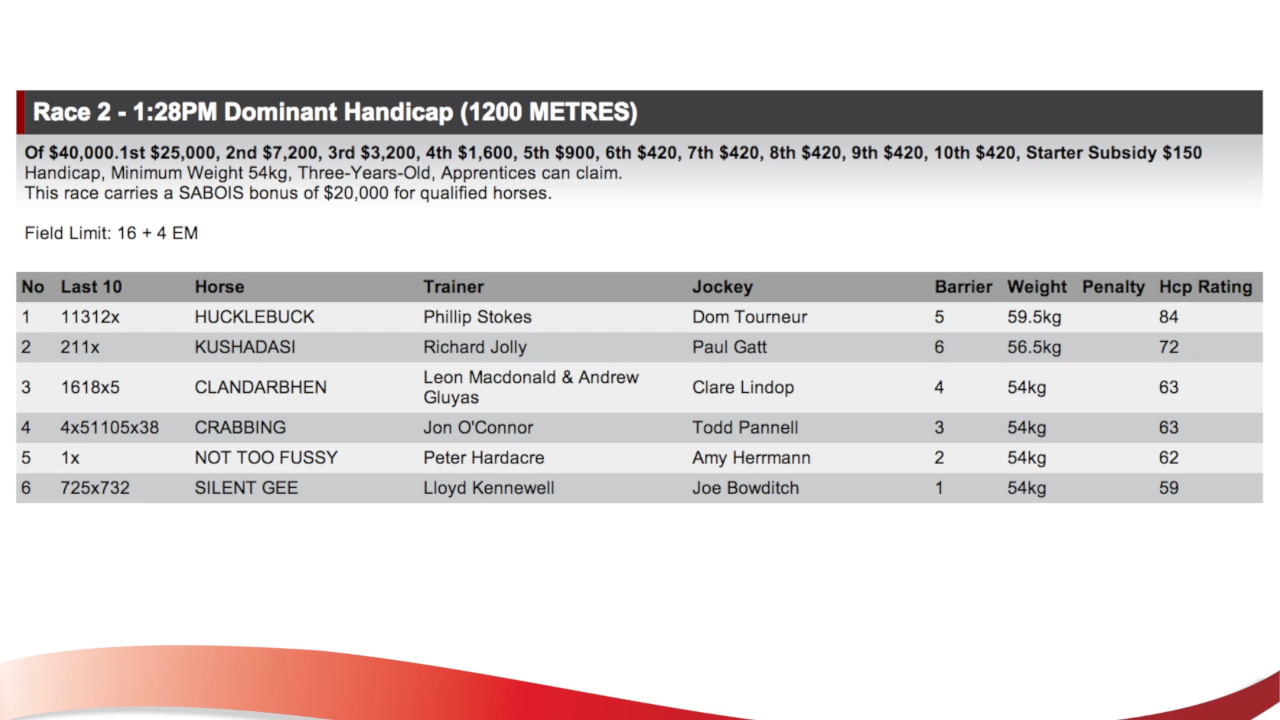 Race 2 - 1:28PM Dominant Handicap (1200 METRES)
Of $40,000.1st $25,000, 2nd $7,200, 3rd $3,200, 4th $1,600, 5th $900, 6th $420, 7th $420, 8th $420, 9th $420, 10th $420, Starter Subsidy $150
Handicap, Minimum Weight 54kg, Three-Years-Old, Apprentices can claim.
This race carries a SABOIS bonus of $20,000 for qualified horses.
Field Limit: 16 + 4 EM
No Last 10 Horse Trainer Jockey Barrier Weight Penalty Hcp Rating
1 11312x HUCKLEBUCK Phillip Stokes Dom Tourneur 5 59.5kg 84
2 211x KUSHADASI Richard Jolly Paul Gatt 6 56.5kg 72
3 1618x5 CLANDARBHEN Leon Macdonald & Andrew Gluyas Clare Lindop 4 54kg 63
4 4x51105x38 CRABBING Jon O'Connor Todd Pannell 3 54kg 63
5 1x NOT TOO FUSSY Peter Hardacre Amy Herrmann 2 54kg 62
6 725x732 SILENT GEE Lloyd Kennewell Joe Bowditch 1 54kg 59